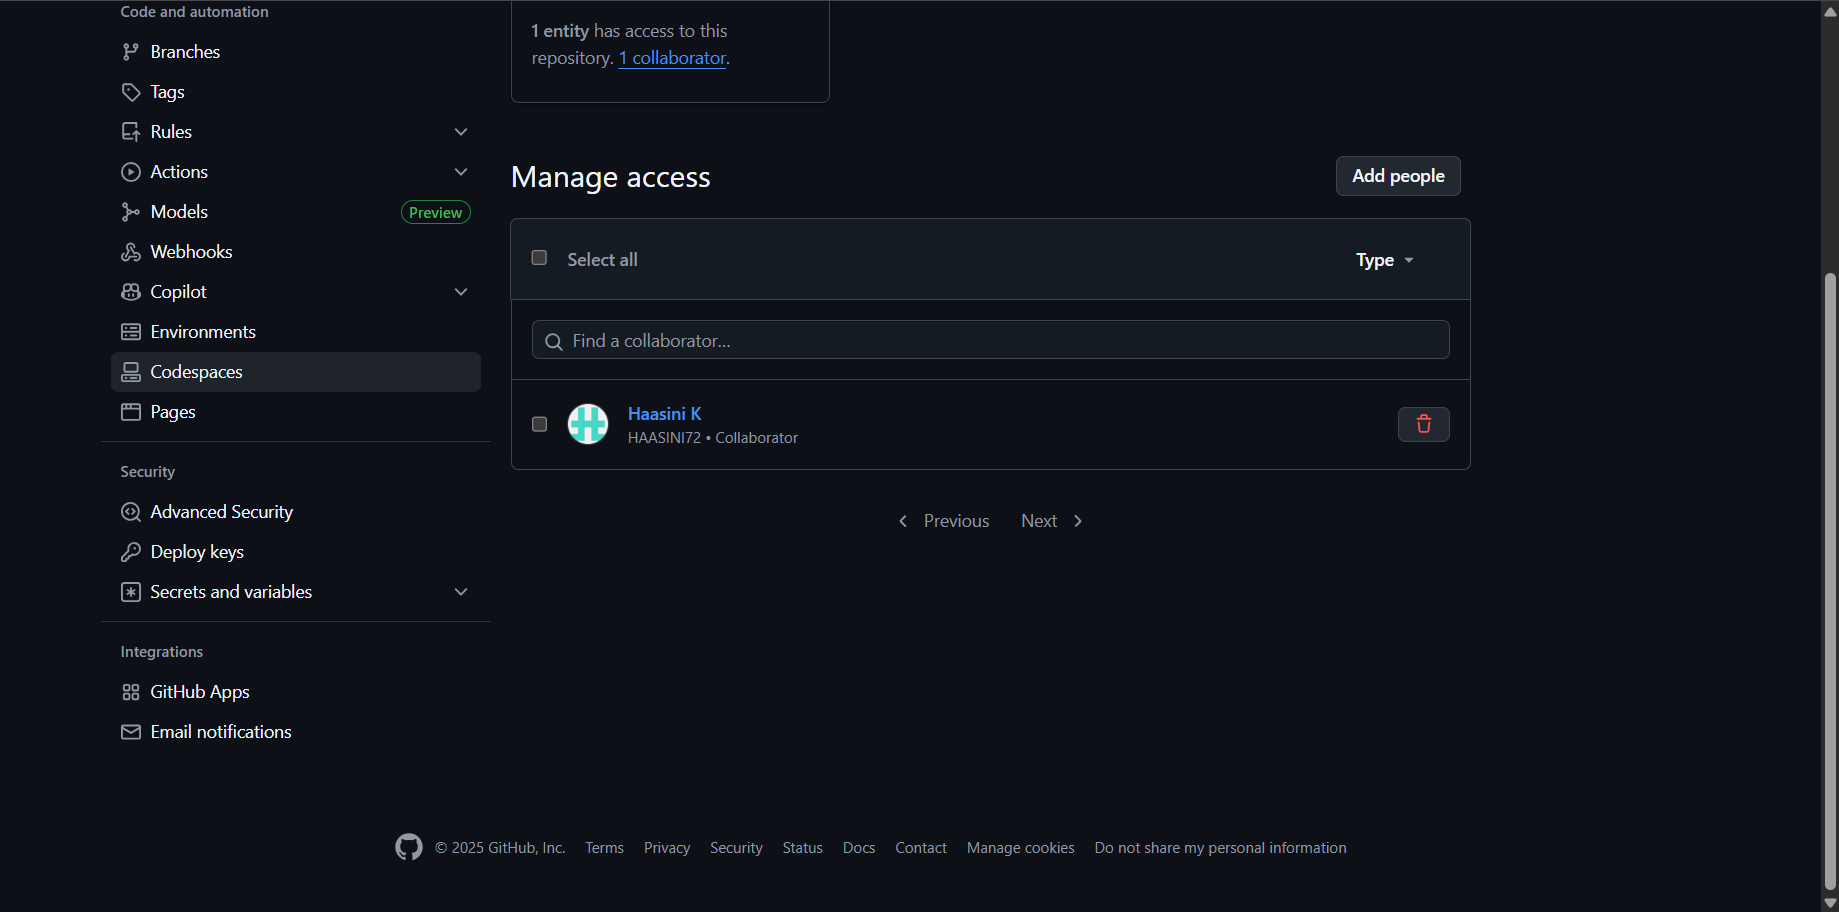 Code and automation
Branches
Tags
Rules
Actions
Models
Preview
Webhooks
Copilot
Environments
Codespaces
Pages
Security
Advanced Security
Deploy keys
Secrets and variables
Integrations
GitHub Apps
Email notifications
1 entity has access to this
repository. 1 collaborator.
Manage access
Add people
Select all
Type
Find a collaborator...
Haasini K
HAASINI72 • Collaborator
Previous
Next
© 2025 GitHub, Inc.
Terms
Privacy
Security
Status
Docs
Contact
Manage cookies
Do not share my personal information